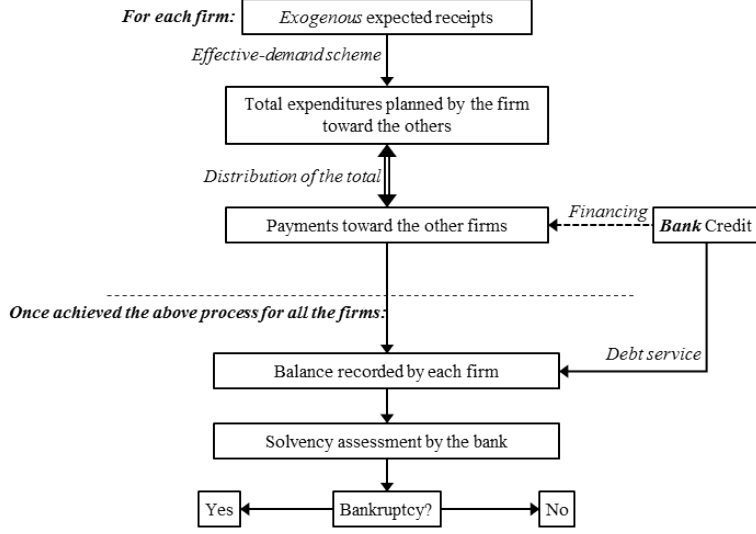 For each firm:
Exogenous expected receipts
Effective-demand scheme
Total expenditures planned by the firm
toward the others
Distribution of the total
Payments toward the other firms
Financing
Bank Credit
Once achieved the above process for all the firms:
Debt service
Balance recorded by each firm
Solvency assessment by the bank
Yes
Bankruptcy?
No